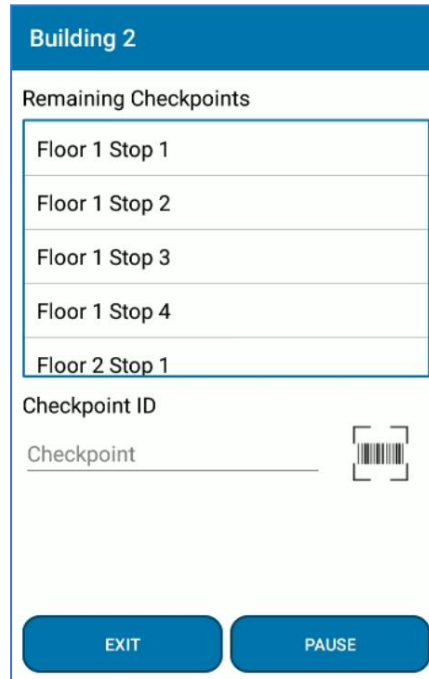 Building 2
Remaining Checkpoints
Floor 1 Stop 1
Floor 1 Stop 2
Floor 1 Stop 3
Floor 1 Stop 4
Floor 2 Stop 1
Checkpoint ID
Checkpoint
EXIT PAUSE